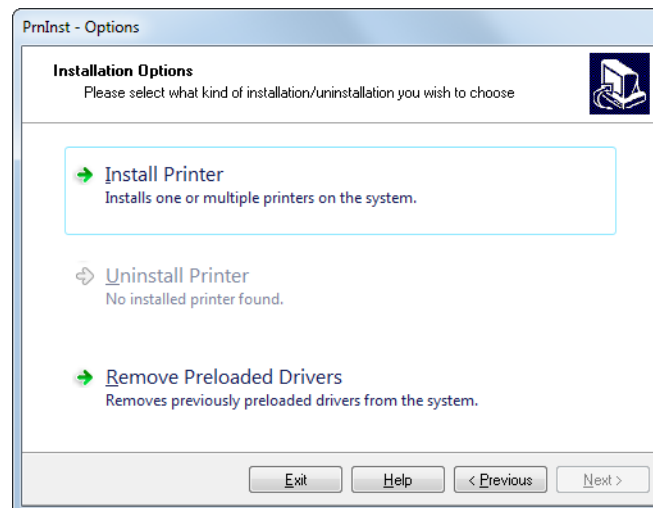 PrnInst - Options
Installation Options
Please select what kind of installation/uninstallation you wish to choose
Install Printer
Installs one or multiple printers on the system.
Uninstall Printer
No installed printer found.
Remove Preloaded Drivers
Removes previously preloaded drivers from the system.
Exit Help < Previous Next >